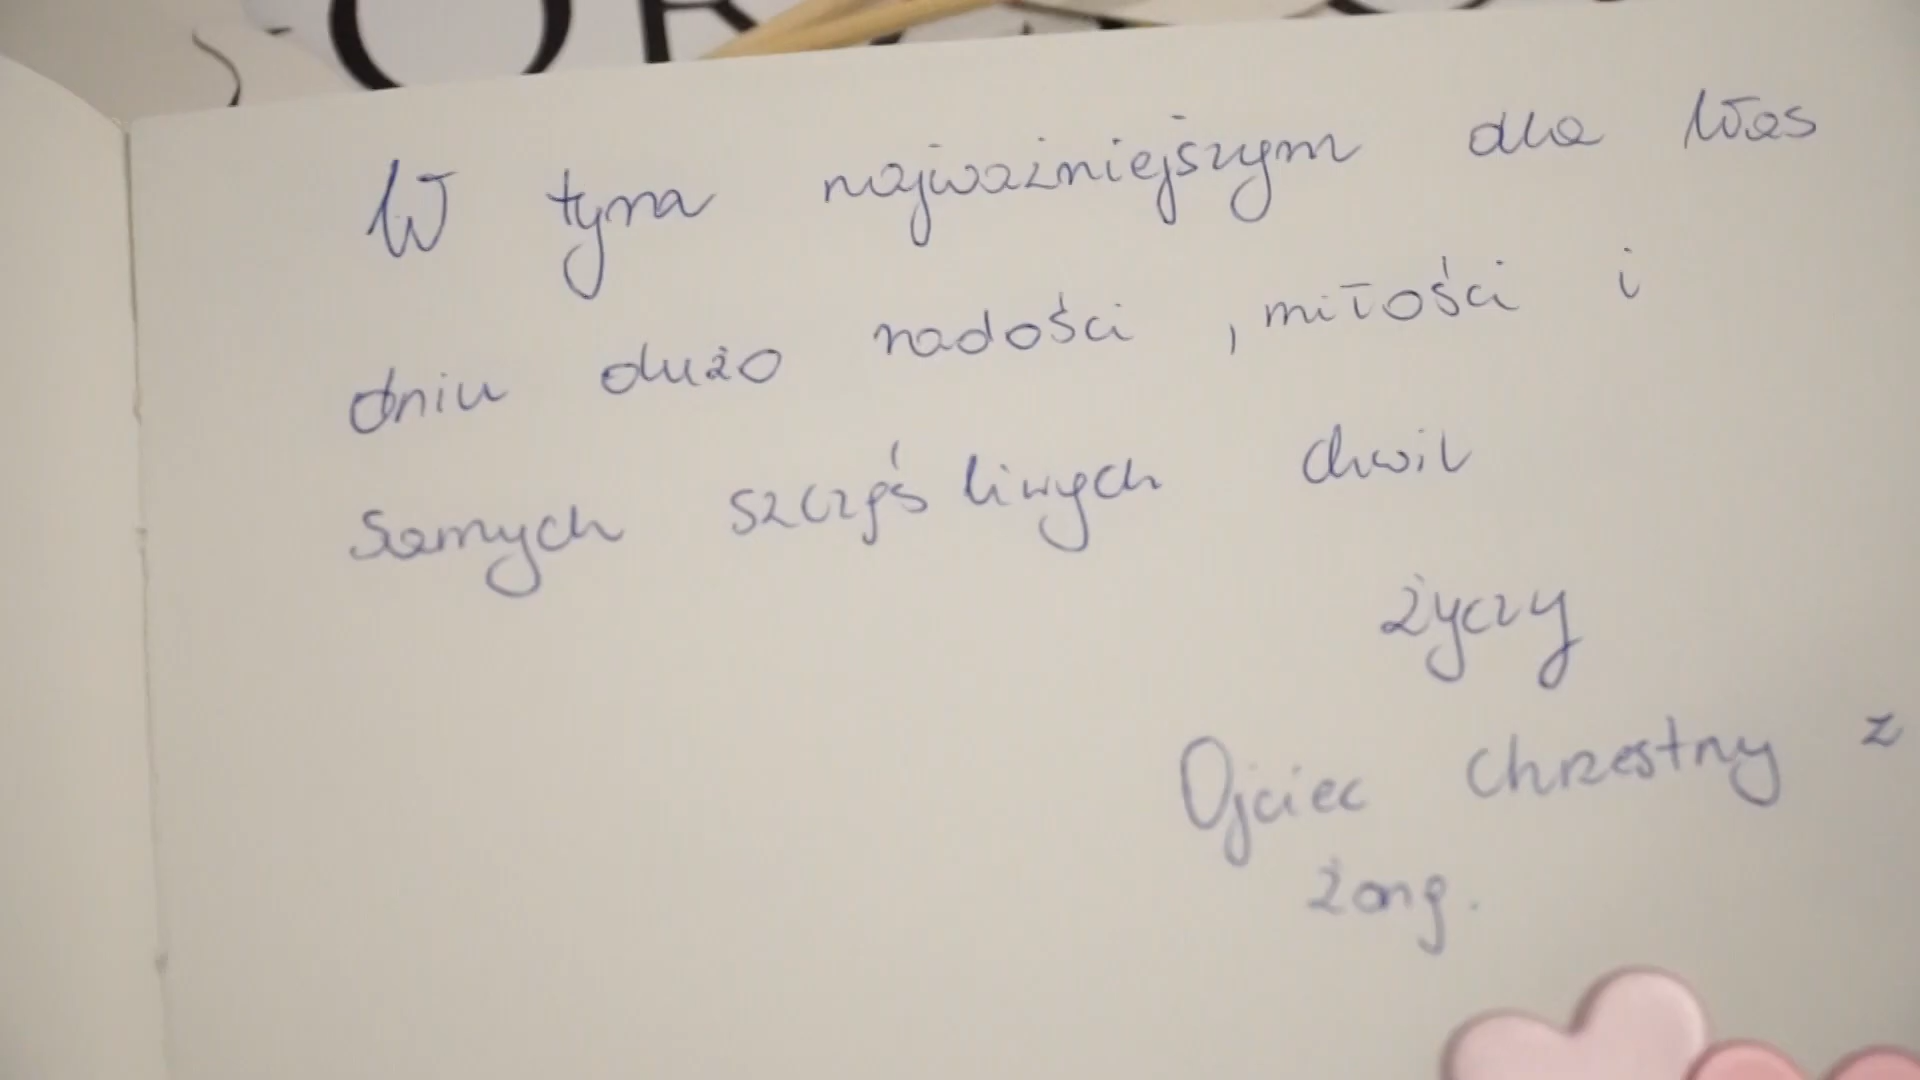 W tym najważniejszym dla Was
dniu dużo radości, miłości i
samych szczęśliwych chwil
życzy
Ojciec chrzestny z
żoną.